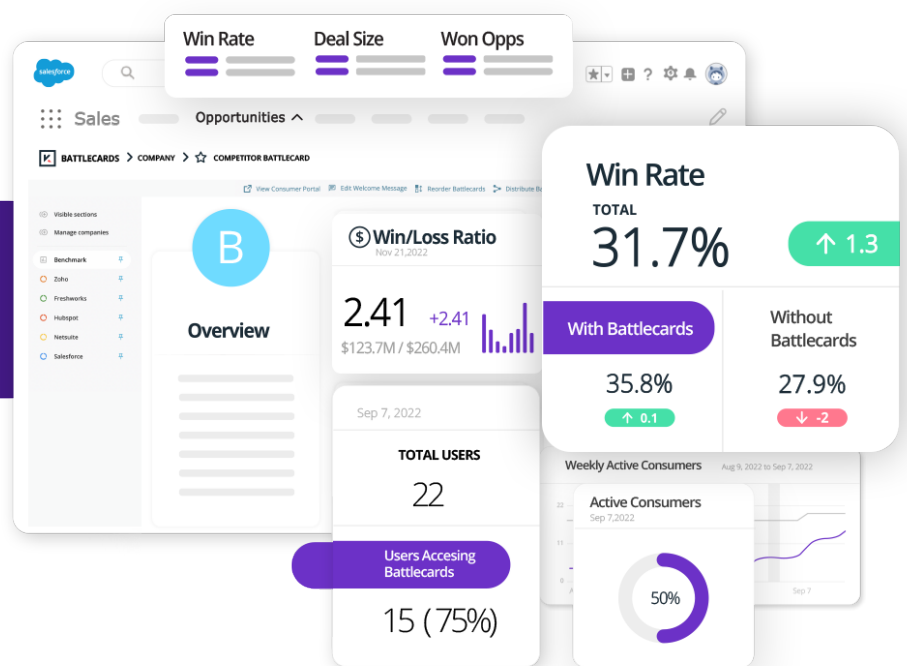 Win Rate Deal Size Won Opps
salesforce
Sales Opportunities
BATTLECARDS > COMPANY > COMPETITOR BATTLECARD
View Consumer Portal Edit Welcome Message Reorder Battlecards Distribute
Visible sections
Manage companies
Benchmark
Zoho
Freshworks
Hubspot
Netsuite
Salesforce
B
Overview
$ Win/Loss Ratio
Nov 21,2022
2.41 +2.41
$123.7M / $260.4M
Sep 7, 2022
TOTAL USERS
22
Users Accesing
Battlecards
15 (75%)
Win Rate
TOTAL
31.7% ↑ 1.3
With Battlecards
35.8%
↑ 0.1
Without
Battlecards
27.9%
↓ -2
Weekly Active Consumers Aug 9, 2022 to Sep 7, 2022
22
11
0
A
Sep 7
Active Consumers
Sep 7,2022
50%